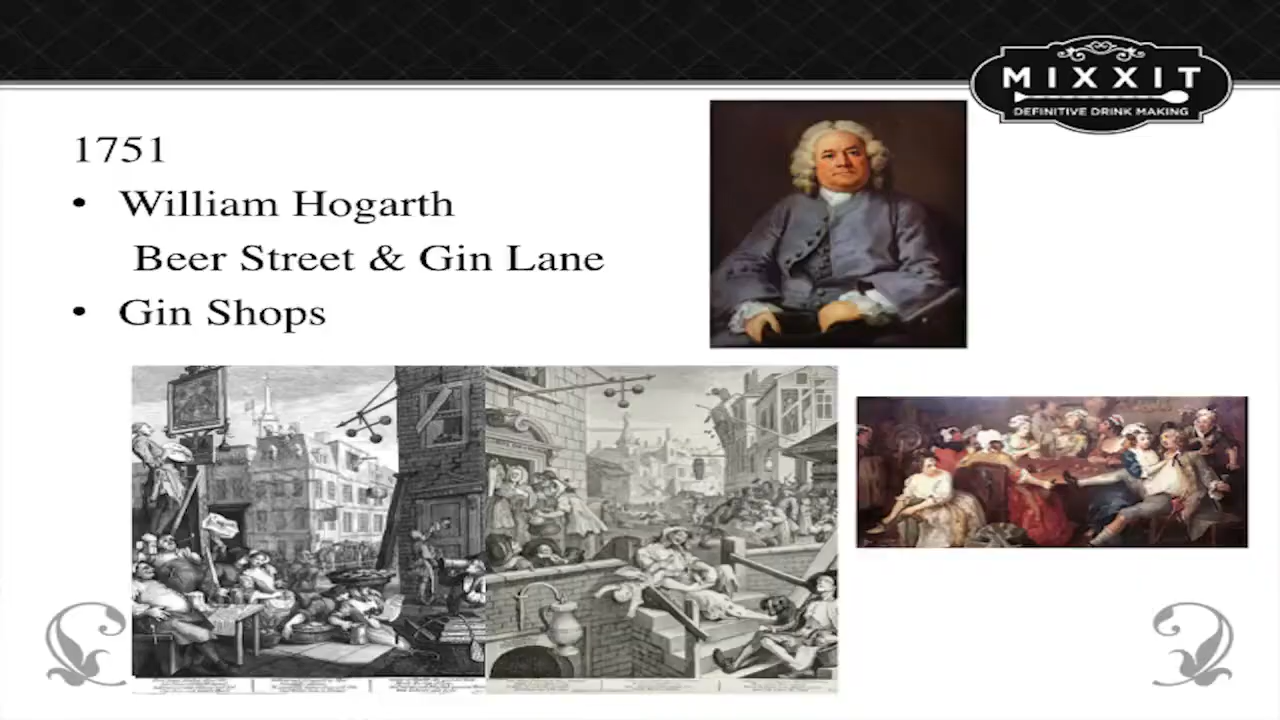 MIXXIT
DEFINITIVE DRINK MAKING
1751
• William Hogarth
Beer Street & Gin Lane
• Gin Shops